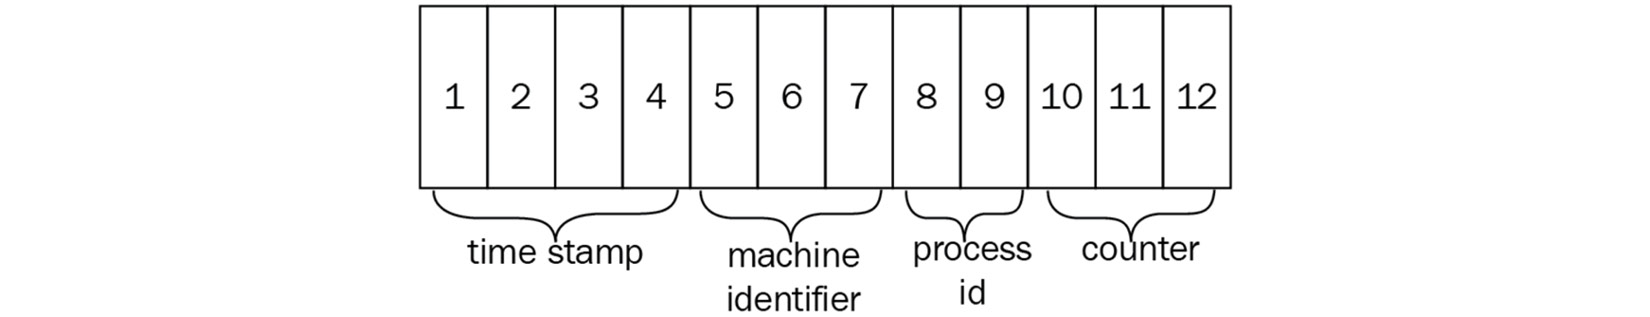 1 2 3 4 5 6 7 8 9 10 11 12
time stamp
machine
identifier
process
id
counter